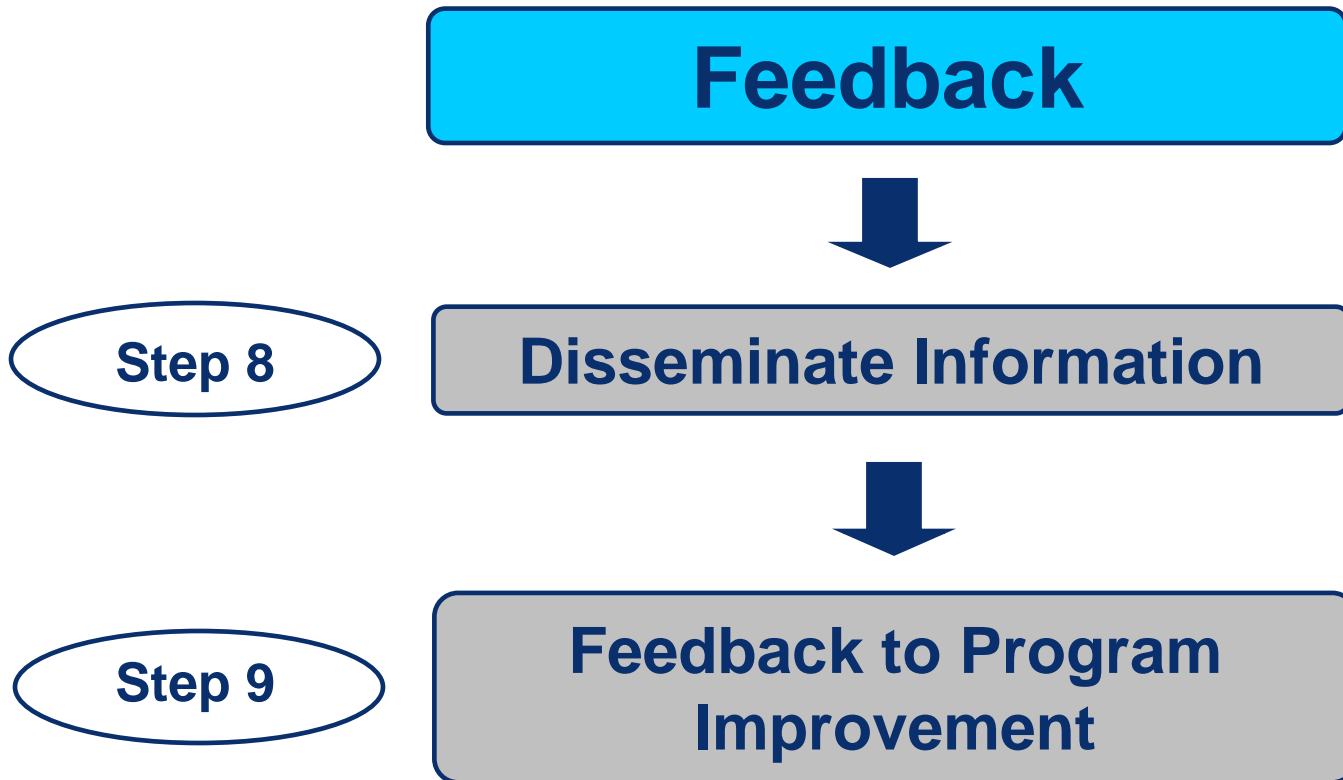 Feedback
Step 8
Disseminate Information
Step 9
Feedback to Program
Improvement